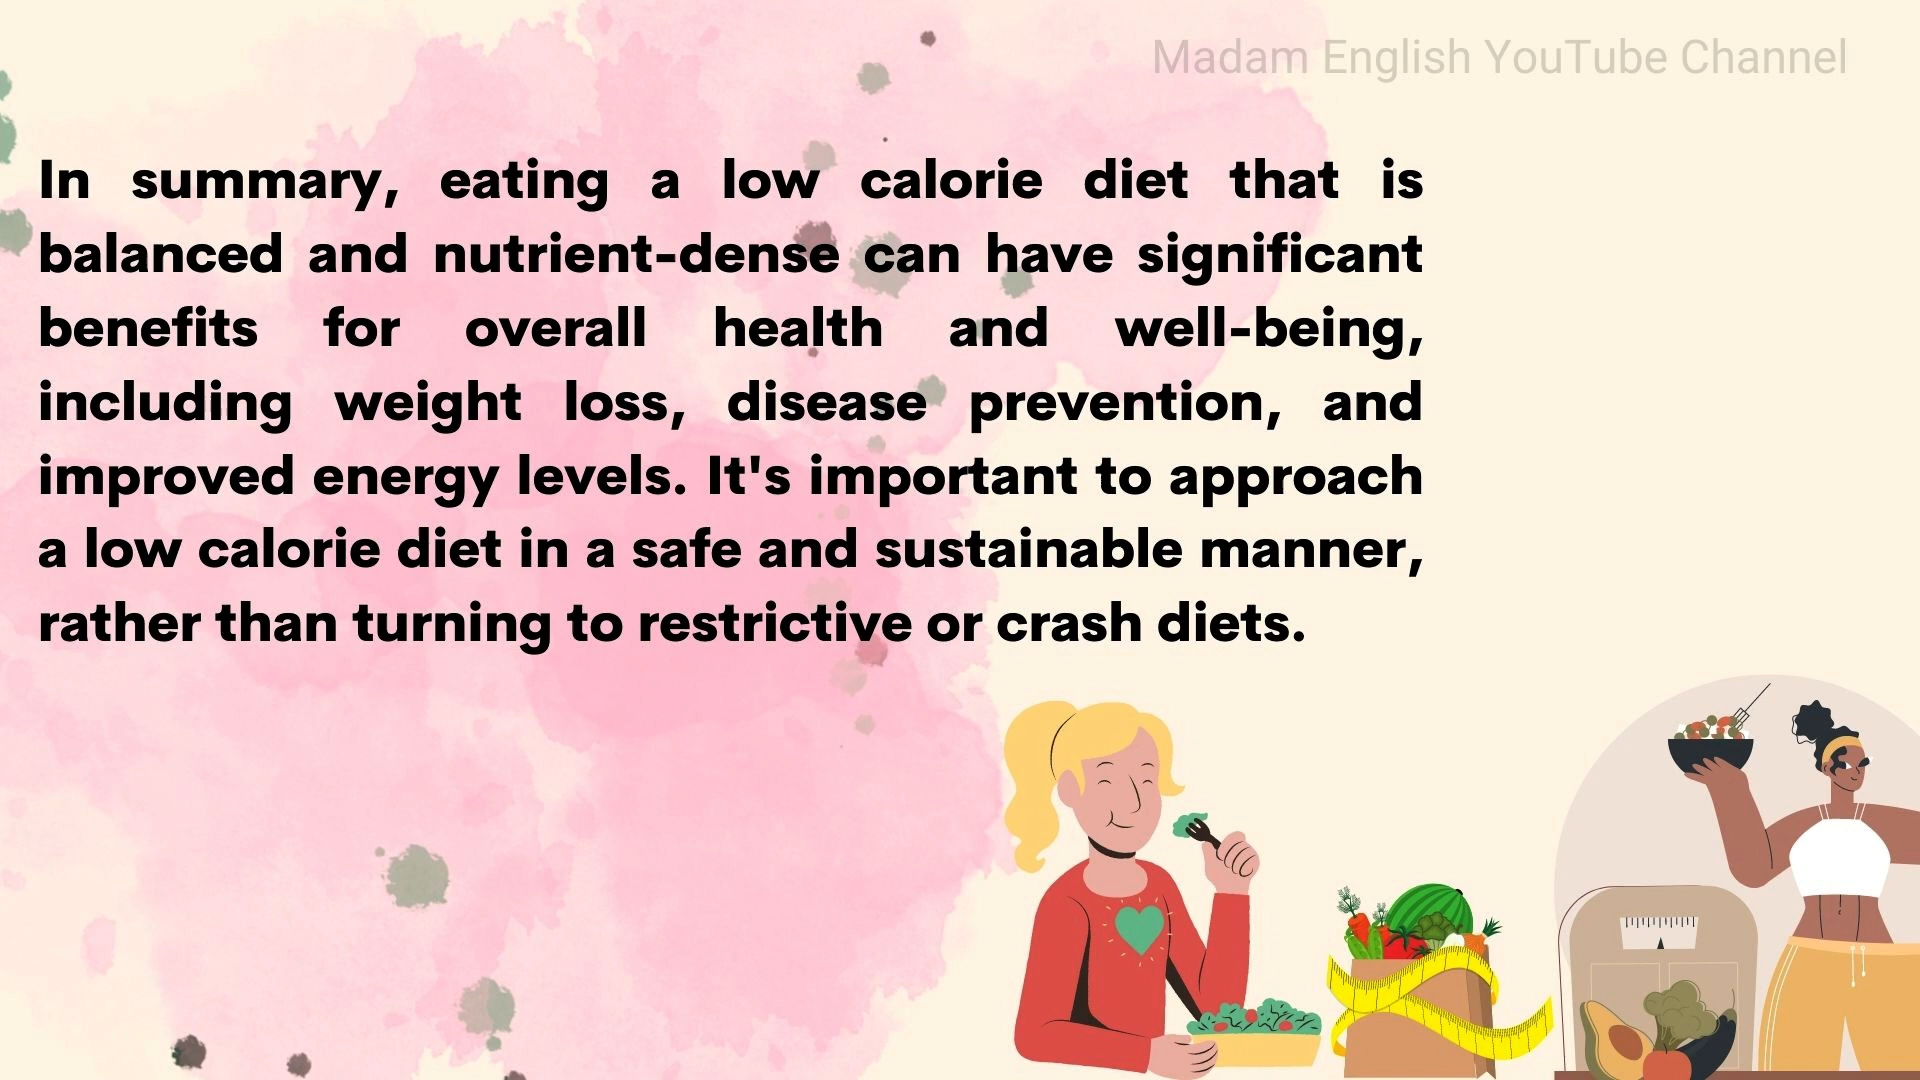 Madam English YouTube Channel
In summary, eating a low calorie diet that is
balanced and nutrient-dense can have significant
benefits for overall health and well-being,
including weight loss, disease prevention, and
improved energy levels. It's important to approach
a low calorie diet in a safe and sustainable manner,
rather than turning to restrictive or crash diets.